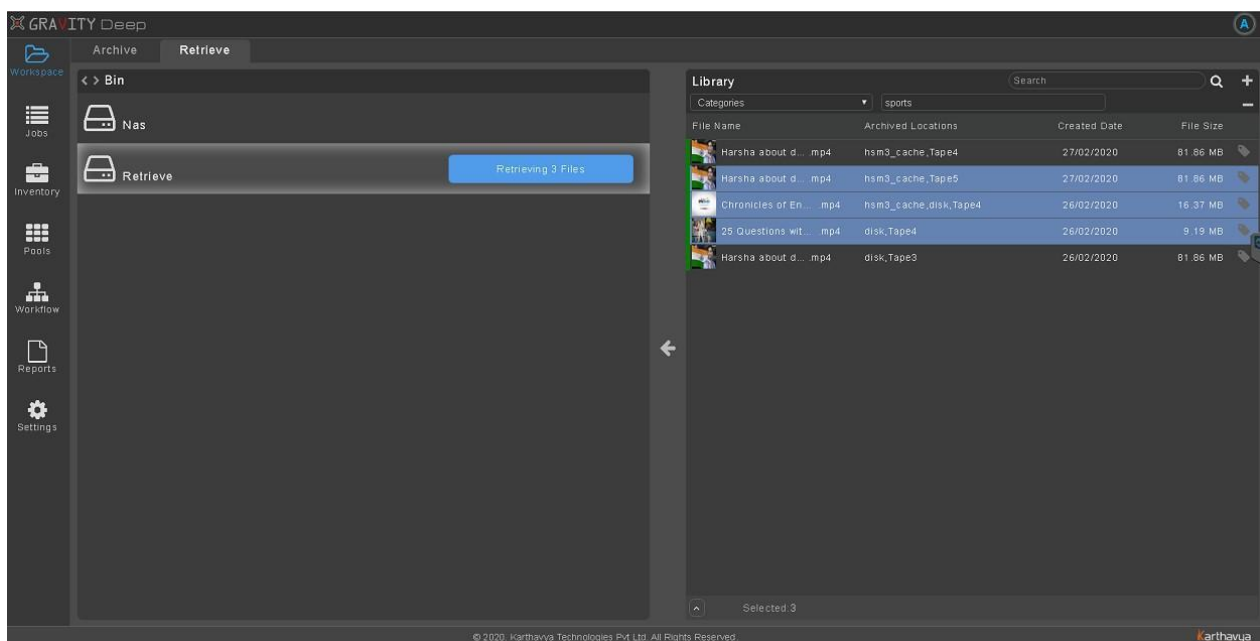 GRAVITY Deep
A
Archive Retrieve
Workspace
Jobs
Inventory
Pools
Workflow
Reports
Settings
< > Bin
Nas
Retrieve Retrieving 3 Files
Library Search
Categories sports
File Name Archived Locations Created Date File Size
Harsha about d... .mp4 hsm3_cache,Tape4 27/02/2020 81.86 MB
Harsha about d... .mp4 hsm3_cache,Tape5 27/02/2020 81.86 MB
Chronicles of En... .mp4 hsm3_cache,disk,Tape4 26/02/2020 16.37 MB
25 Questions wit... .mp4 disk,Tape4 26/02/2020 9.19 MB
Harsha about d... .mp4 disk,Tape3 26/02/2020 81.86 MB
Selected:3
© 2020. Karthavya Technologies Pvt Ltd. All Rights Reserved.
Karthavya